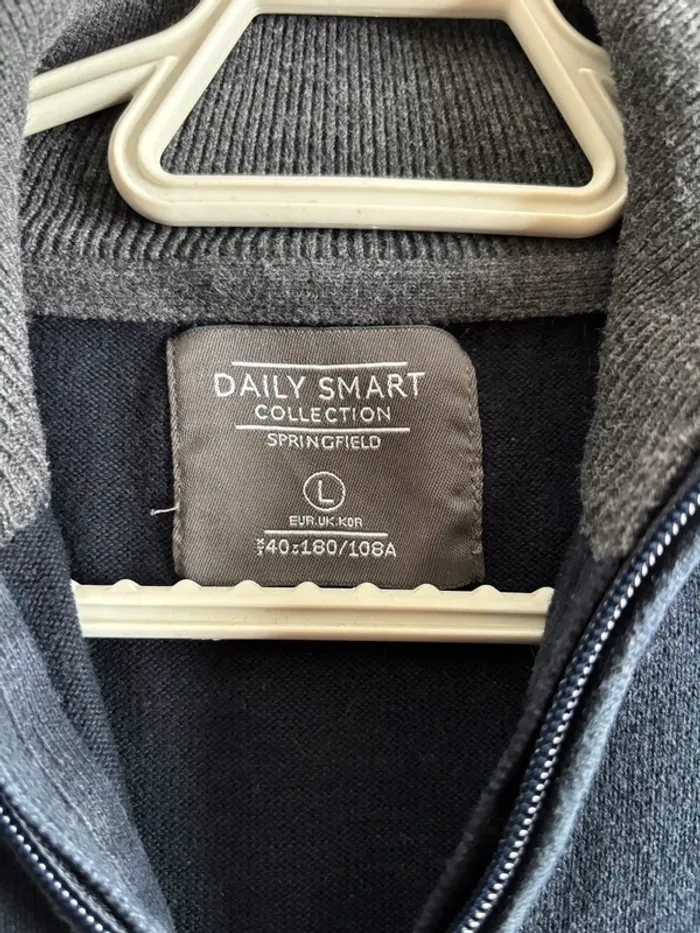 DAILY SMART
COLLECTION
SPRINGFIELD
L
EUR.UK.KOR
40 180/108A